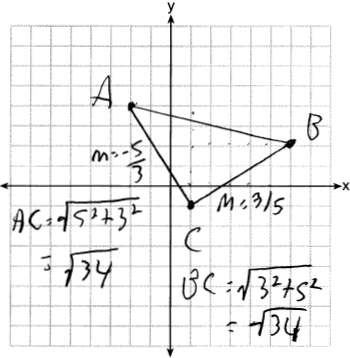 y
A
B
m=-5/3
x
M=3/5
C
AC=√5²+3²
=√34
BC=√3²+5²
=√34